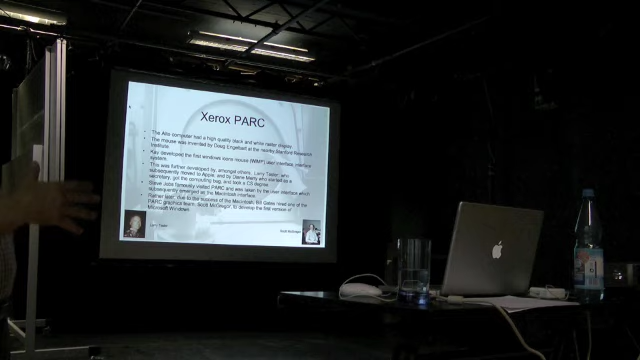 Xerox PARC
• The Alto computer had a high quality black and white raster display.
• The mouse was invented by Doug Engelbart at the nearby Stanford Research
Institute.
• Kay developed the first windows icons mouse (WIMP) user interface
system.
• This was further developed by, amongst others, Larry Tesler, who
subsequently moved to Apple, and by Diana Merry who started as a
secretary, got the computing bug, and took a CS degree.
• Steve Jobs famously visited PARC and was taken by the user interface which
subsequently emerged as the Macintosh interface.
• Rather later, due to the success of the Macintosh, Bill Gates hired one of the
PARC graphics team, Scott McGregor, to develop the first version of
Microsoft Windows.
Larry Tesler
Scott McGregor